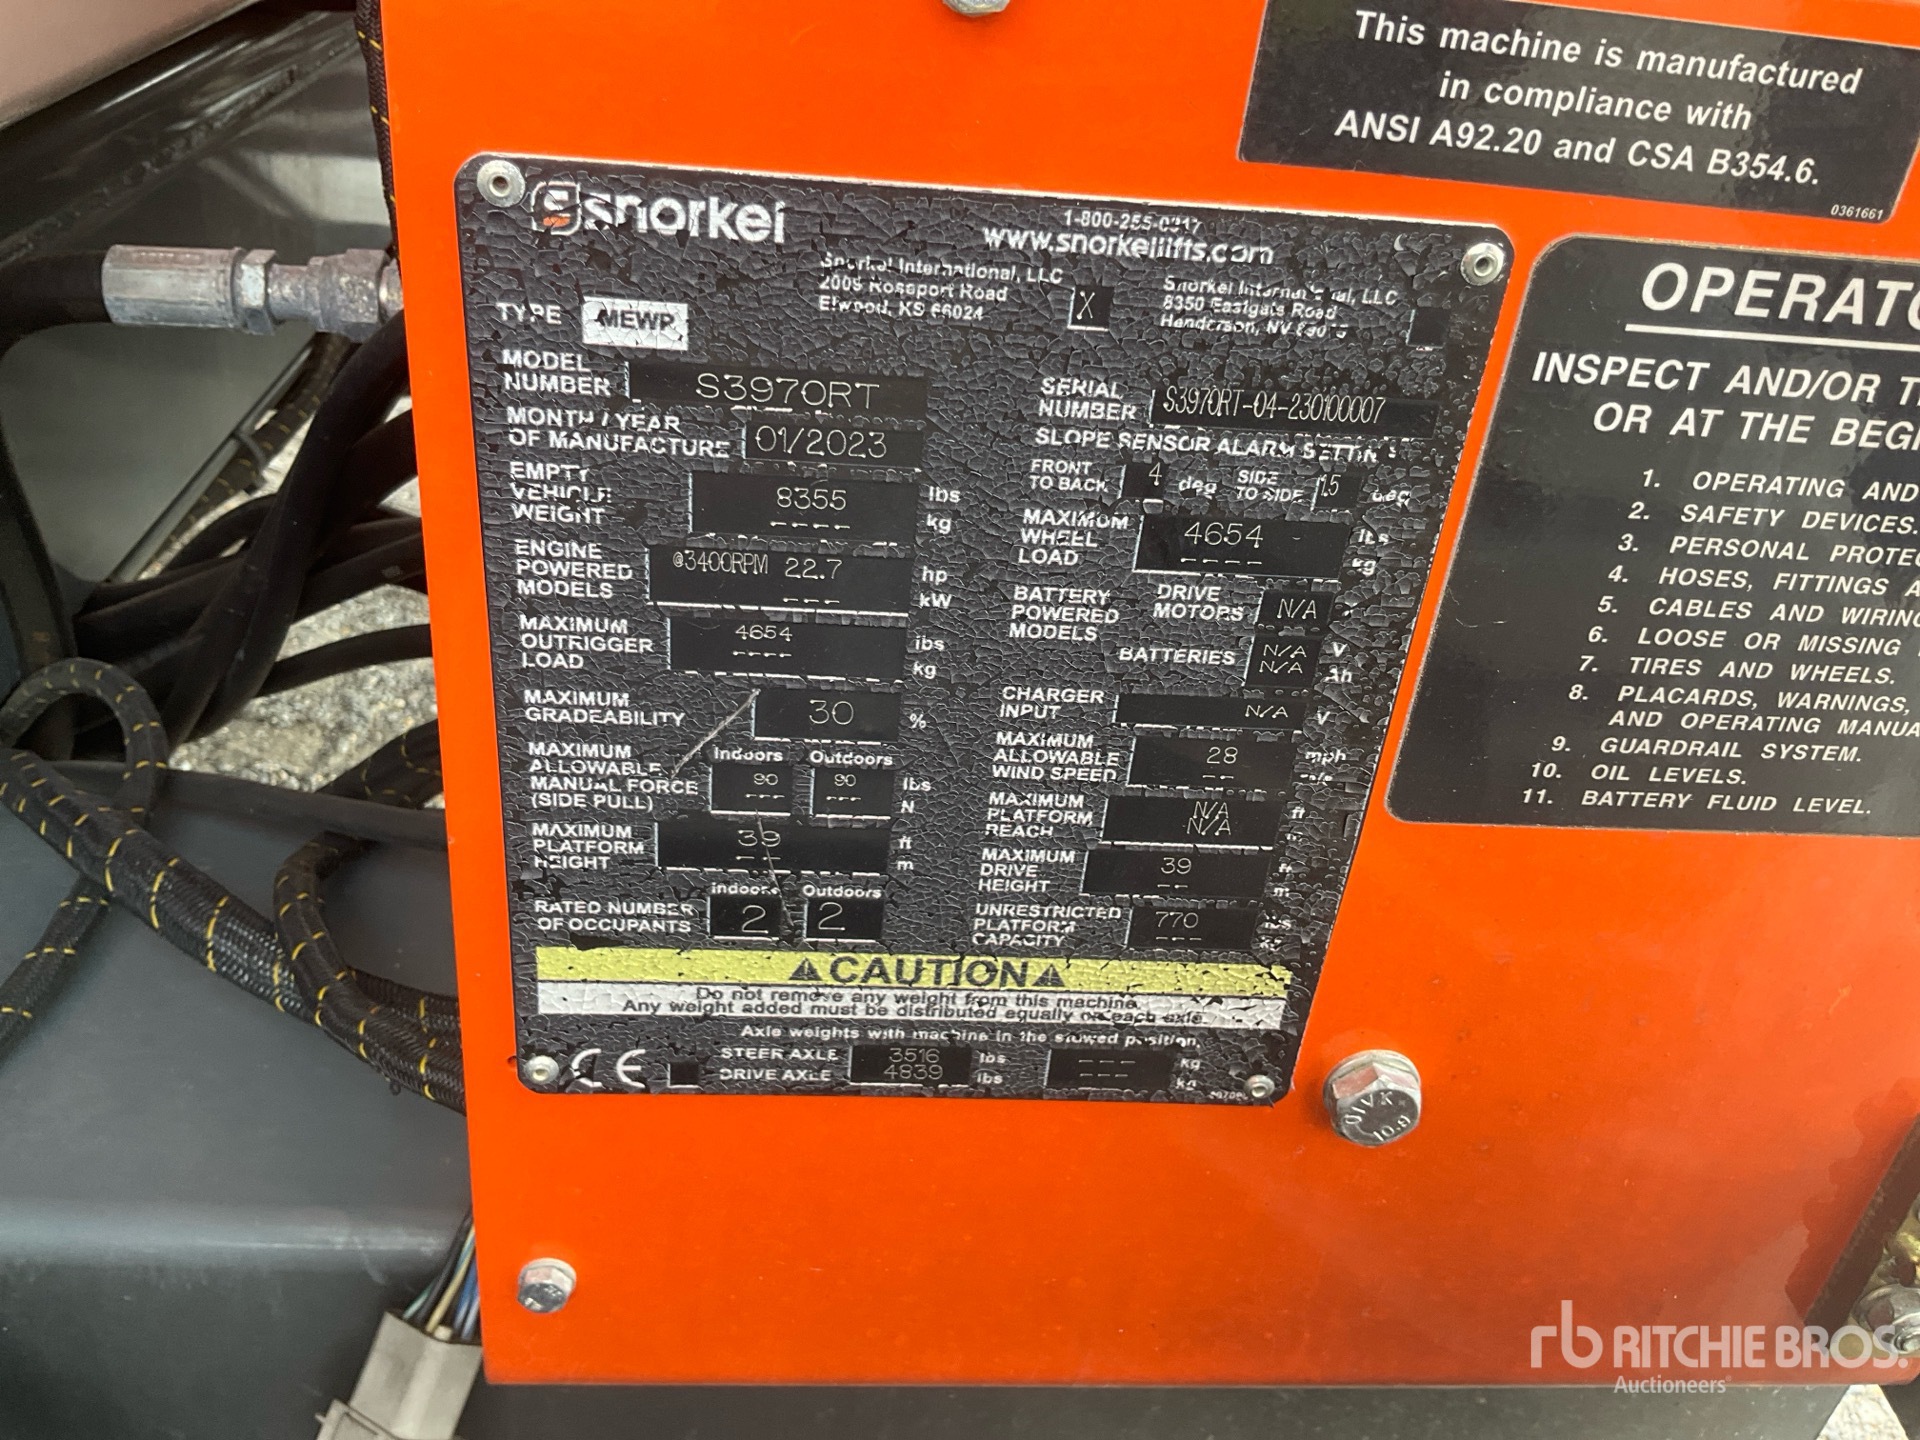 This machine is manufactured
in compliance with
ANSI A92.20 and CSA B354.6.
0361661
snorkel
1-800-255-0317
www.snorkellifts.com
Snorkel International, LLC
2009 Roseport Road
Elwood, KS 66024
X
Snorkel International, LLC
8350 Eastgate Road
Henderson, NV 89015
TYPE MEWP
MODEL
NUMBER S3970RT
MONTH / YEAR
OF MANUFACTURE 01/2023
EMPTY
VEHICLE
WEIGHT
8355 lbs
---- kg
ENGINE
POWERED
MODELS
@3400RPM 22.7 hp
--- kW
MAXIMUM
OUTRIGGER
LOAD
4654 lbs
---- kg
MAXIMUM
GRADEABILITY 30 %
MAXIMUM
ALLOWABLE
MANUAL FORCE
(SIDE PULL)
Indoors Outdoors
90 90 lbs
--- --- N
MAXIMUM
PLATFORM
HEIGHT
39 ft
-- m
Indoors Outdoors
RATED NUMBER
OF OCCUPANTS 2 2
SERIAL
NUMBER S3970RT-04-230100007
SLOPE SENSOR ALARM SETTINGS
FRONT
TO BACK 4 deg
SIDE
TO SIDE 1.5 deg
MAXIMUM
WHEEL
LOAD
4654 lbs
---- kg
BATTERY
POWERED
MODELS
DRIVE
MOTORS N/A
BATTERIES N/A V
N/A Ah
CHARGER
INPUT N/A V
MAXIMUM
ALLOWABLE
WIND SPEED
28 mph
-- m/s
MAXIMUM
PLATFORM
REACH
N/A ft
N/A
MAXIMUM
DRIVE
HEIGHT
39 ft
-- m
UNRESTRICTED
PLATFORM
CAPACITY
770 lbs
--- kg
CAUTION
Do not remove any weight from this machine.
Any weight added must be distributed equally on each axle.
Axle weights with machine in the stowed position.
STEER AXLE 3516 lbs --- kg
DRIVE AXLE 4839 lbs --- kg
CE
OPERATO
INSPECT AND/OR T
OR AT THE BEGI
1. OPERATING AND
2. SAFETY DEVICES.
3. PERSONAL PROTEC
4. HOSES, FITTINGS A
5. CABLES AND WIRING
6. LOOSE OR MISSING
7. TIRES AND WHEELS.
8. PLACARDS, WARNINGS,
AND OPERATING MANUA
9. GUARDRAIL SYSTEM.
10. OIL LEVELS.
11. BATTERY FLUID LEVEL.
10.9
rb RITCHIE BROS.
Auctioneers